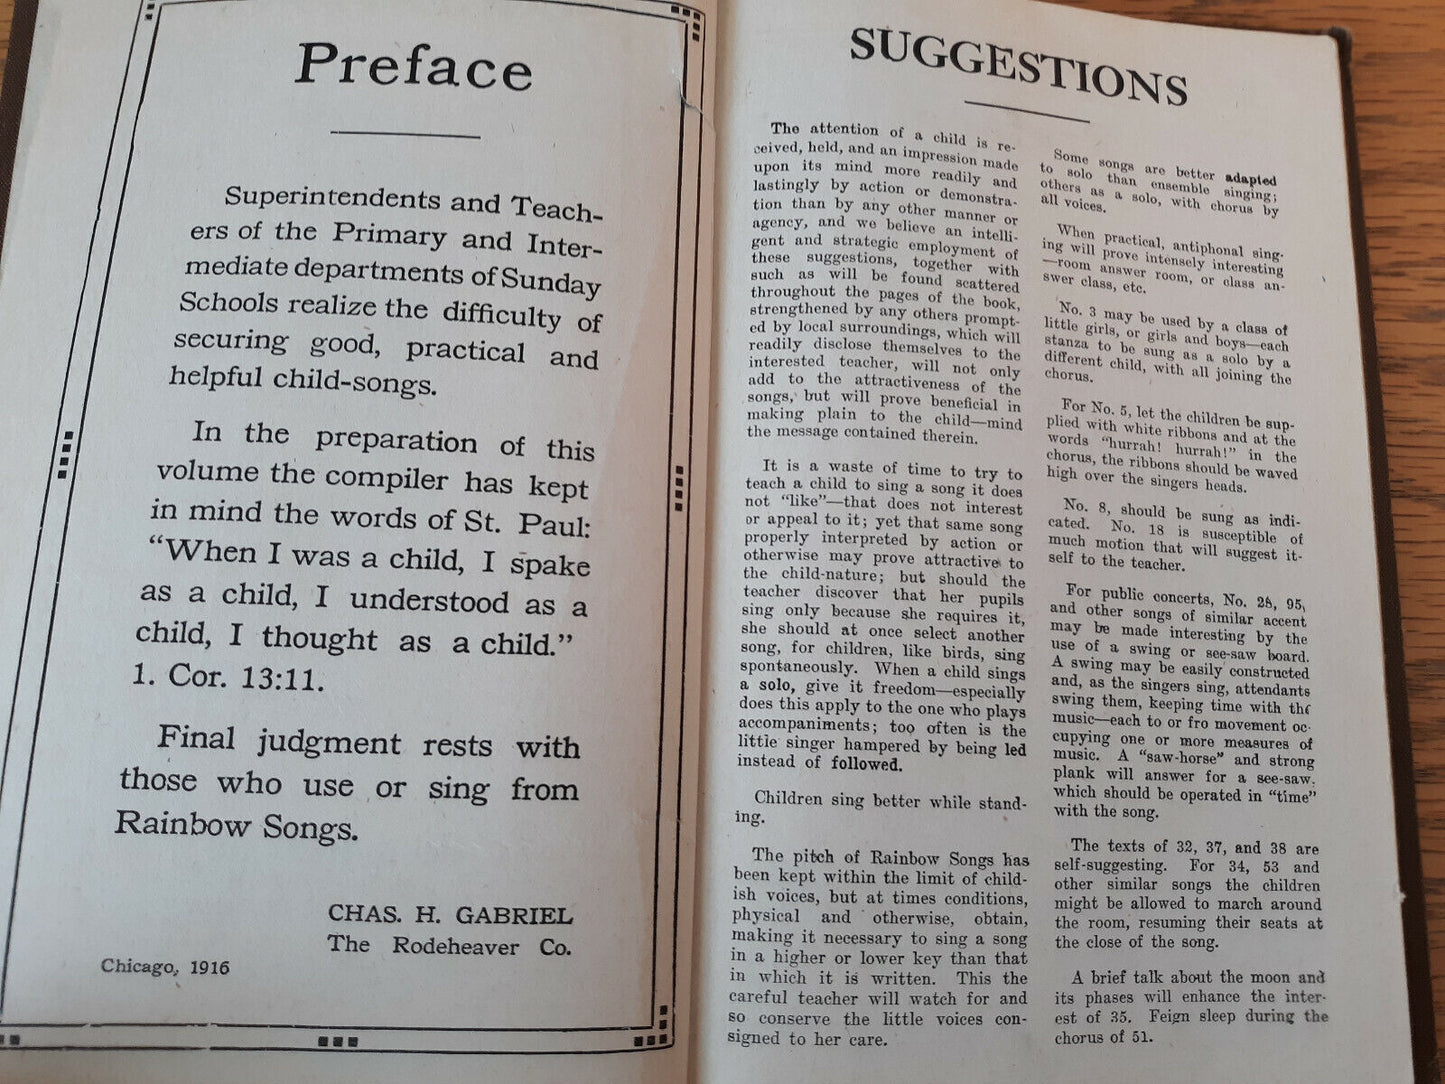 Preface
Superintendents and Teach-
ers of the Primary and Inter-
mediate departments of Sunday
Schools realize the difficulty of
securing good, practical and
helpful child-songs.
In the preparation of this
volume the compiler has kept
in mind the words of St. Paul:
“When I was a child, I spake
as a child, I understood as a
child, I thought as a child.”
1. Cor. 13:11.
Final judgment rests with
those who use or sing from
Rainbow Songs.
CHAS. H. GABRIEL
The Rodeheaver Co.
Chicago, 1916
SUGGESTIONS
The attention of a child is re-
ceived, held, and an impression made
upon its mind more readily and
lastingly by action or demonstra-
tion than by any other manner or
agency, and we believe an intelli-
gent and strategic employment of
these suggestions, together with
such as will be found scattered
throughout the pages of the book,
strengthened by any others prompt-
ed by local surroundings, which will
readily disclose themselves to the
interested teacher, will not only
add to the attractiveness of the
songs, but will prove beneficial in
making plain to the child—mind
the message contained therein.
It is a waste of time to try to
teach a child to sing a song it does
not “like”—that does not interest
or appeal to it; yet that same song
properly interpreted by action or
otherwise may prove attractive to
the child-nature; but should the
teacher discover that her pupils
sing only because she requires it,
she should at once select another
song, for children, like birds, sing
spontaneously. When a child sings
a solo, give it freedom—especially
does this apply to the one who plays
accompaniments; too often is the
little singer hampered by being led
instead of followed.
Children sing better while stand-
ing.
The pitch of Rainbow Songs has
been kept within the limit of child-
ish voices, but at times conditions,
physical and otherwise, obtain,
making it necessary to sing a song
in a higher or lower key than that
in which it is written. This the
careful teacher will watch for and
so conserve the little voices con-
signed to her care.
Some songs are better adapted
to solo than ensemble singing;
others as a solo, with chorus by
all voices.
When practical, antiphonal sing-
ing will prove intensely interesting
—room answer room, or class an-
swer class, etc.
No. 3 may be used by a class of
little girls, or girls and boys—each
stanza to be sung as a solo by a
different child, with all joining the
chorus.
For No. 5, let the children be sup-
plied with white ribbons and at the
words “hurrah! hurrah!” in the
chorus, the ribbons should be waved
high over the singers heads.
No. 8, should be sung as indi-
cated. No. 18 is susceptible of
much motion that will suggest it-
self to the teacher.
For public concerts, No. 28, 95,
and other songs of similar accent
may be made interesting by the
use of a swing or see-saw board.
A swing may be easily constructed
and, as the singers sing, attendants
swing them, keeping time with the
music—each to or fro movement oc-
cupying one or more measures of
music. A “saw-horse” and strong
plank will answer for a see-saw.
which should be operated in “time”
with the song.
The texts of 32, 37, and 38 are
self-suggesting. For 34, 53 and
other similar songs the children
might be allowed to march around
the room, resuming their seats at
the close of the song.
A brief talk about the moon and
its phases will enhance the inter-
est of 35. Feign sleep during the
chorus of 51.